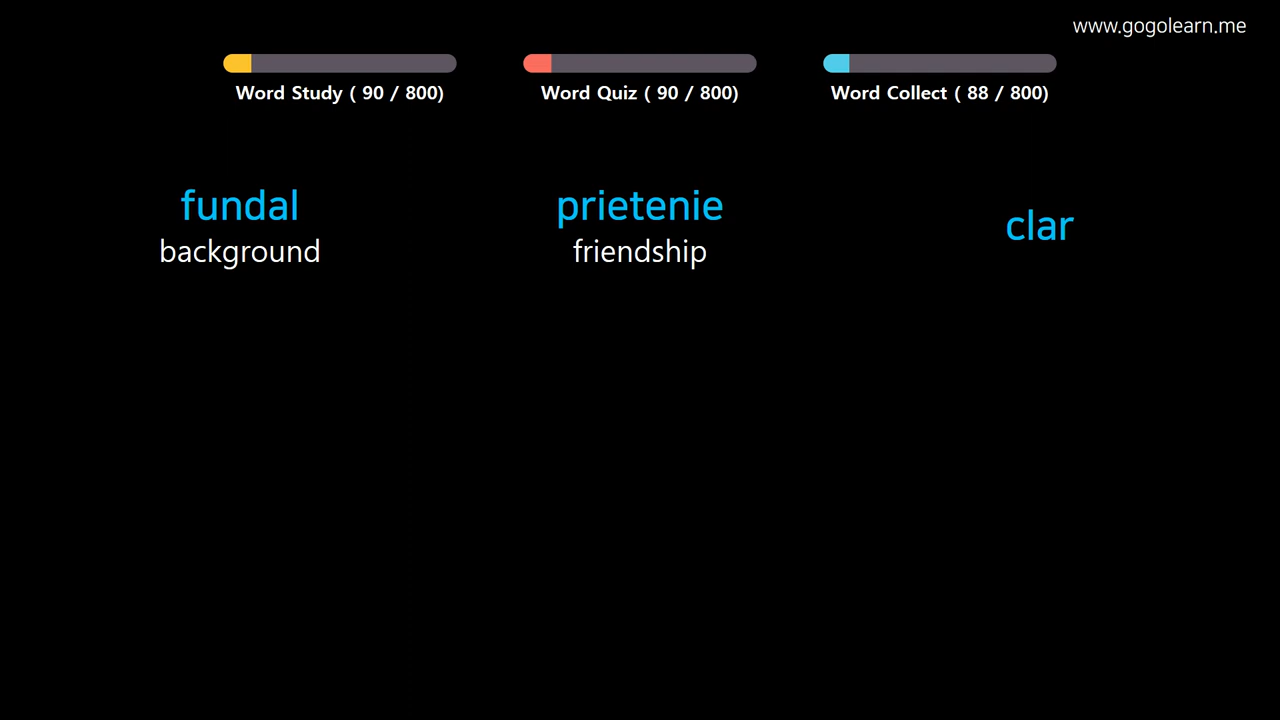 www.gogolearn.me
Word Study ( 90 / 800)
Word Quiz ( 90 / 800)
Word Collect ( 88 / 800)
fundal
background
prietenie
friendship
clar